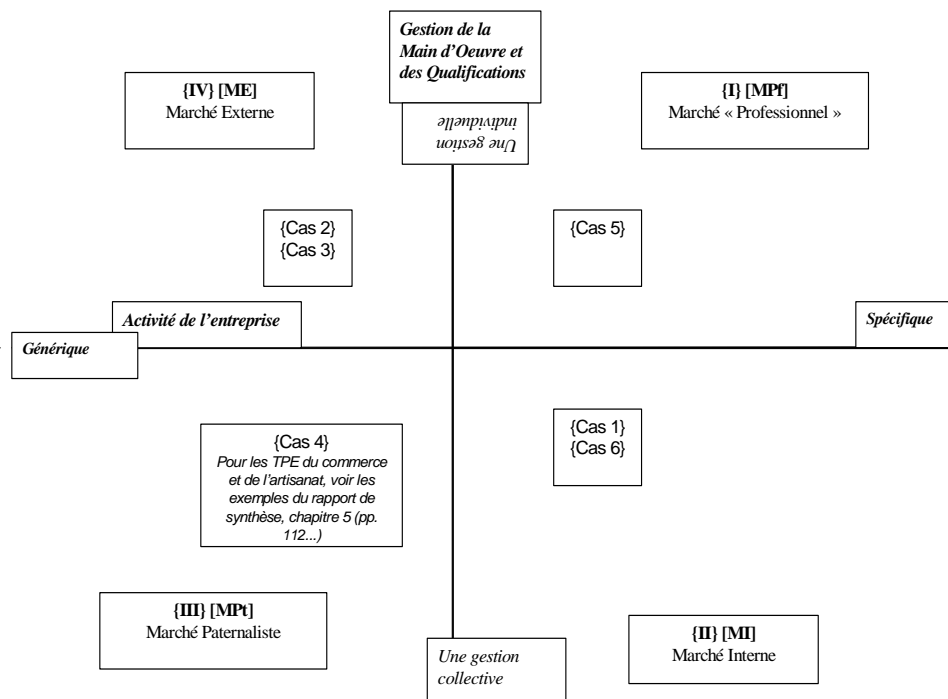 Gestion de la
Main d'Oeuvre et
des Qualifications
{IV} [ME]
Marché Externe
{I} [MPf]
Marché « Professionnel »
Une gestion
individuelle
{Cas 2}
{Cas 3}
{Cas 5}
Activité de l'entreprise
Spécifique
Générique
{Cas 4}
Pour les TPE du commerce
et de l'artisanat, voir les
exemples du rapport de
synthèse, chapitre 5 (pp.
112...)
{Cas 1}
{Cas 6}
{III} [MPt]
Marché Paternaliste
Une gestion
collective
{II} [MI]
Marché Interne